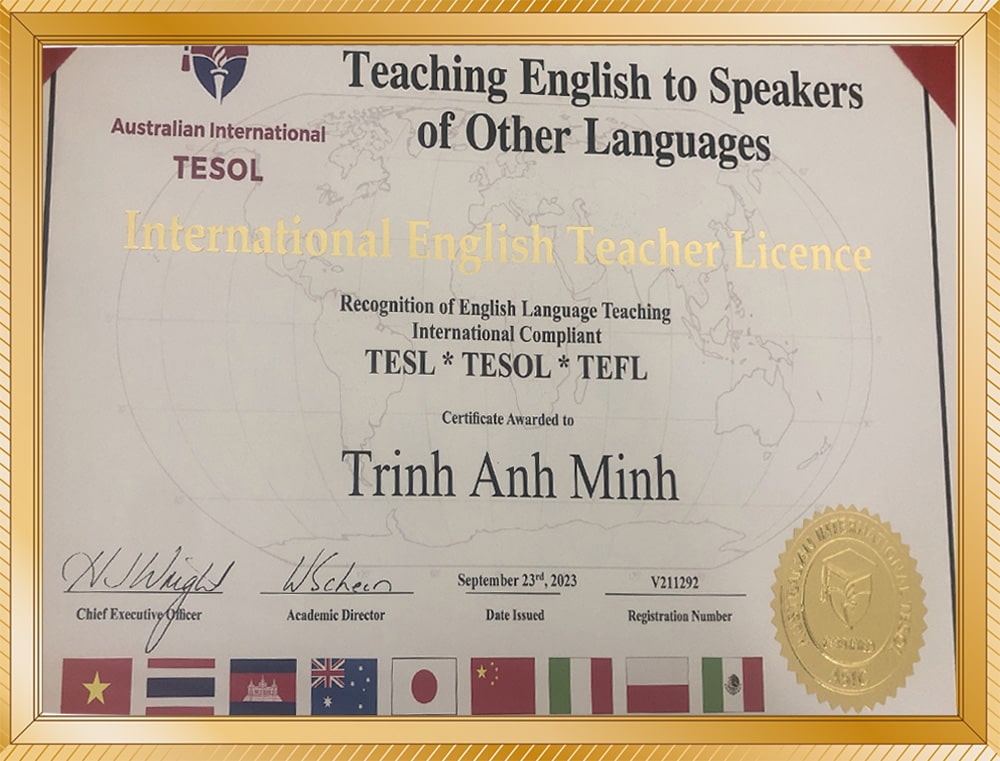 Australian International
TESOL
Teaching English to Speakers
of Other Languages
International English Teacher Licence
Recognition of English Language Teaching
International Compliant
TESL * TESOL * TEFL
Certificate Awarded to
Trinh Anh Minh
September 23rd, 2023
V211292
Chief Executive Officer
Academic Director
Date Issued
Registration Number